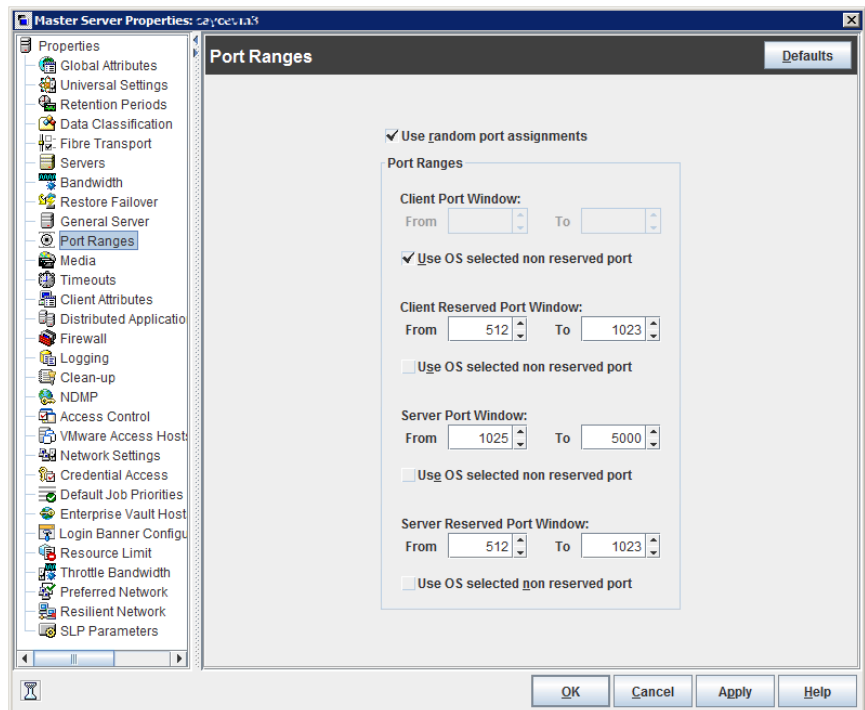 Master Server Properties:
Properties
Global Attributes
Universal Settings
Retention Periods
Data Classification
Fibre Transport
Servers
Bandwidth
Restore Failover
General Server
Port Ranges
Media
Timeouts
Client Attributes
Distributed Applicatio
Firewall
Logging
Clean-up
NDMP
Access Control
VMware Access Host
Network Settings
Credential Access
Default Job Priorities
Enterprise Vault Host
Login Banner Configu
Resource Limit
Throttle Bandwidth
Preferred Network
Resilient Network
SLP Parameters
Port Ranges
Defaults
Use random port assignments
Port Ranges
Client Port Window:
From To
Use OS selected non reserved port
Client Reserved Port Window:
From 512 To 1023
Use OS selected non reserved port
Server Port Window:
From 1025 To 5000
Use OS selected non reserved port
Server Reserved Port Window:
From 512 To 1023
Use OS selected non reserved port
OK Cancel Apply Help